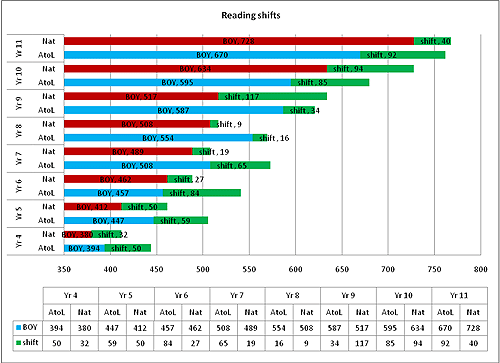 Reading shifts
Yr 11 Nat BOY, 728 shift, 40
AtoL BOY, 670 shift, 92
Yr 10 Nat BOY, 634 shift, 94
AtoL BOY, 595 shift, 85
Yr 9 Nat BOY, 517 shift, 117
AtoL BOY, 587 shift, 34
Yr 8 Nat BOY, 508 shift, 9
AtoL BOY, 554 shift, 16
Yr 7 Nat BOY, 489 shift, 19
AtoL BOY, 508 shift, 65
Yr 6 Nat BOY, 462 shift, 27
AtoL BOY, 457 shift, 84
Yr 5 Nat BOY, 412 shift, 50
AtoL BOY, 447 shift, 59
Yr 4 Nat BOY, 380 shift, 32
AtoL BOY, 394 shift, 50
350 400 450 500 550 600 650 700 750 800
Yr 4 Yr 5 Yr 6 Yr 7 Yr 8 Yr 9 Yr 10 Yr 11
AtoL Nat AtoL Nat AtoL Nat AtoL Nat AtoL Nat AtoL Nat AtoL Nat AtoL Nat
BOY 394 380 447 412 457 462 508 489 554 508 587 517 595 634 670 728
shift 50 32 59 50 84 27 65 19 16 9 34 117 85 94 92 40